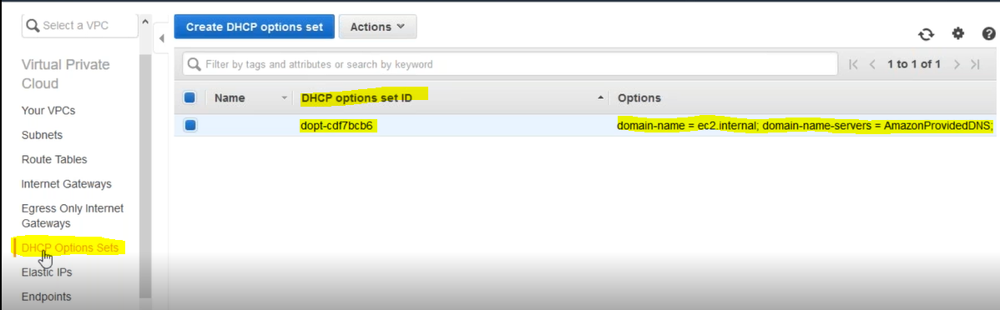 Select a VPC
Virtual Private
Cloud
Your VPCs
Subnets
Route Tables
Internet Gateways
Egress Only Internet
Gateways
DHCP Options Sets
Elastic IPs
Endpoints
Create DHCP options set
Actions
Filter by tags and attributes or search by keyword
1 to 1 of 1
Name DHCP options set ID Options
dopt-cdf7bcb6 domain-name = ec2.internal; domain-name-servers = AmazonProvidedDNS;